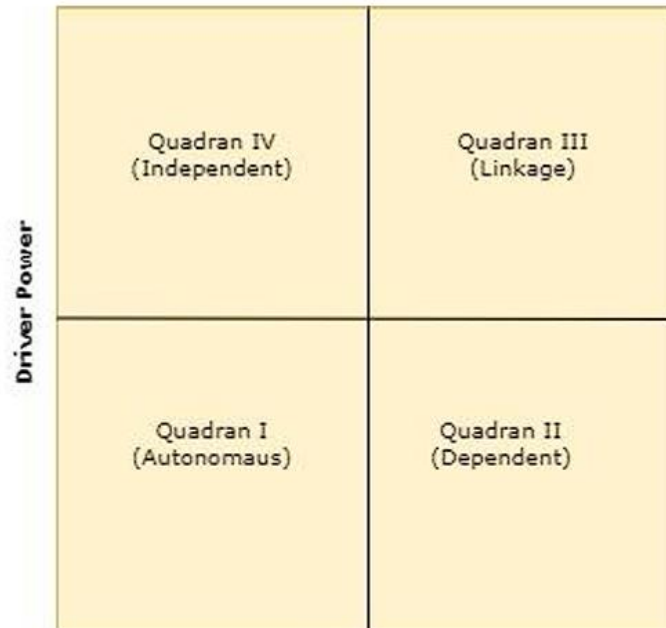 Quadran IV
(Independent)
Quadran III
(Linkage)
Driver Power
Quadran I
(Autonomaus)
Quadran II
(Dependent)